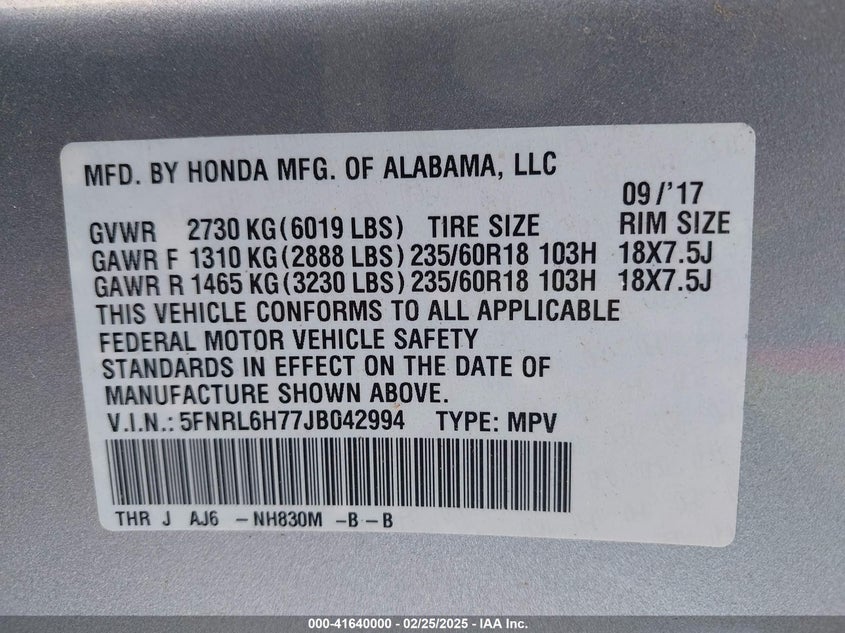 MFD. BY HONDA MFG. OF ALABAMA, LLC
09/'17
GVWR 2730 KG(6019 LBS) TIRE SIZE RIM SIZE
GAWR F 1310 KG(2888 LBS) 235/60R18 103H 18X7.5J
GAWR R 1465 KG(3230 LBS) 235/60R18 103H 18X7.5J
THIS VEHICLE CONFORMS TO ALL APPLICABLE
FEDERAL MOTOR VEHICLE SAFETY
STANDARDS IN EFFECT ON THE DATE OF
MANUFACTURE SHOWN ABOVE.
V.I.N.: 5FNRL6H77JB042994 TYPE: MPV
THR J AJ6 -NH830M -B-B
000-41640000 - 02/25/2025 - IAA Inc.